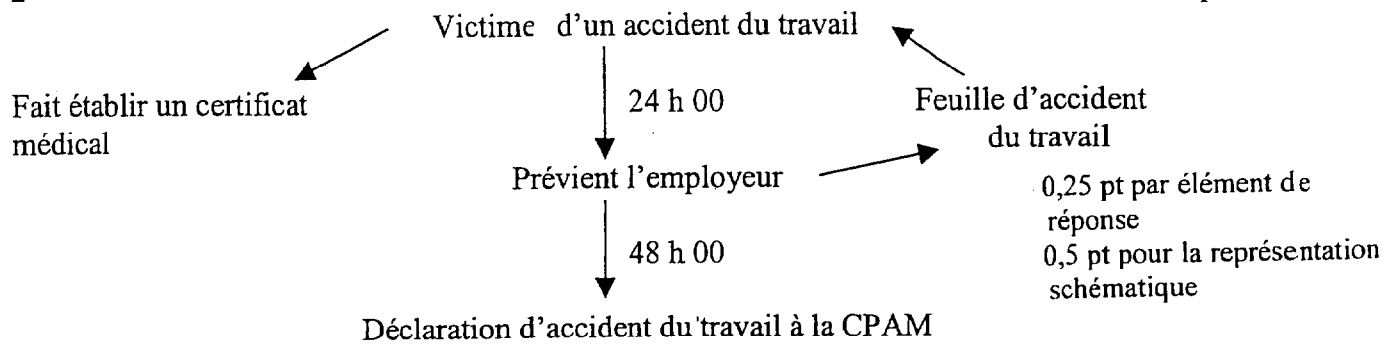 Victime d'un accident du travail
Fait établir un certificat
médical
24 h 00
Feuille d'accident
du travail
Prévient l'employeur
0,25 pt par élément de
réponse
0,5 pt pour la représentation
schématique
48 h 00
Déclaration d'accident du travail à la CPAM